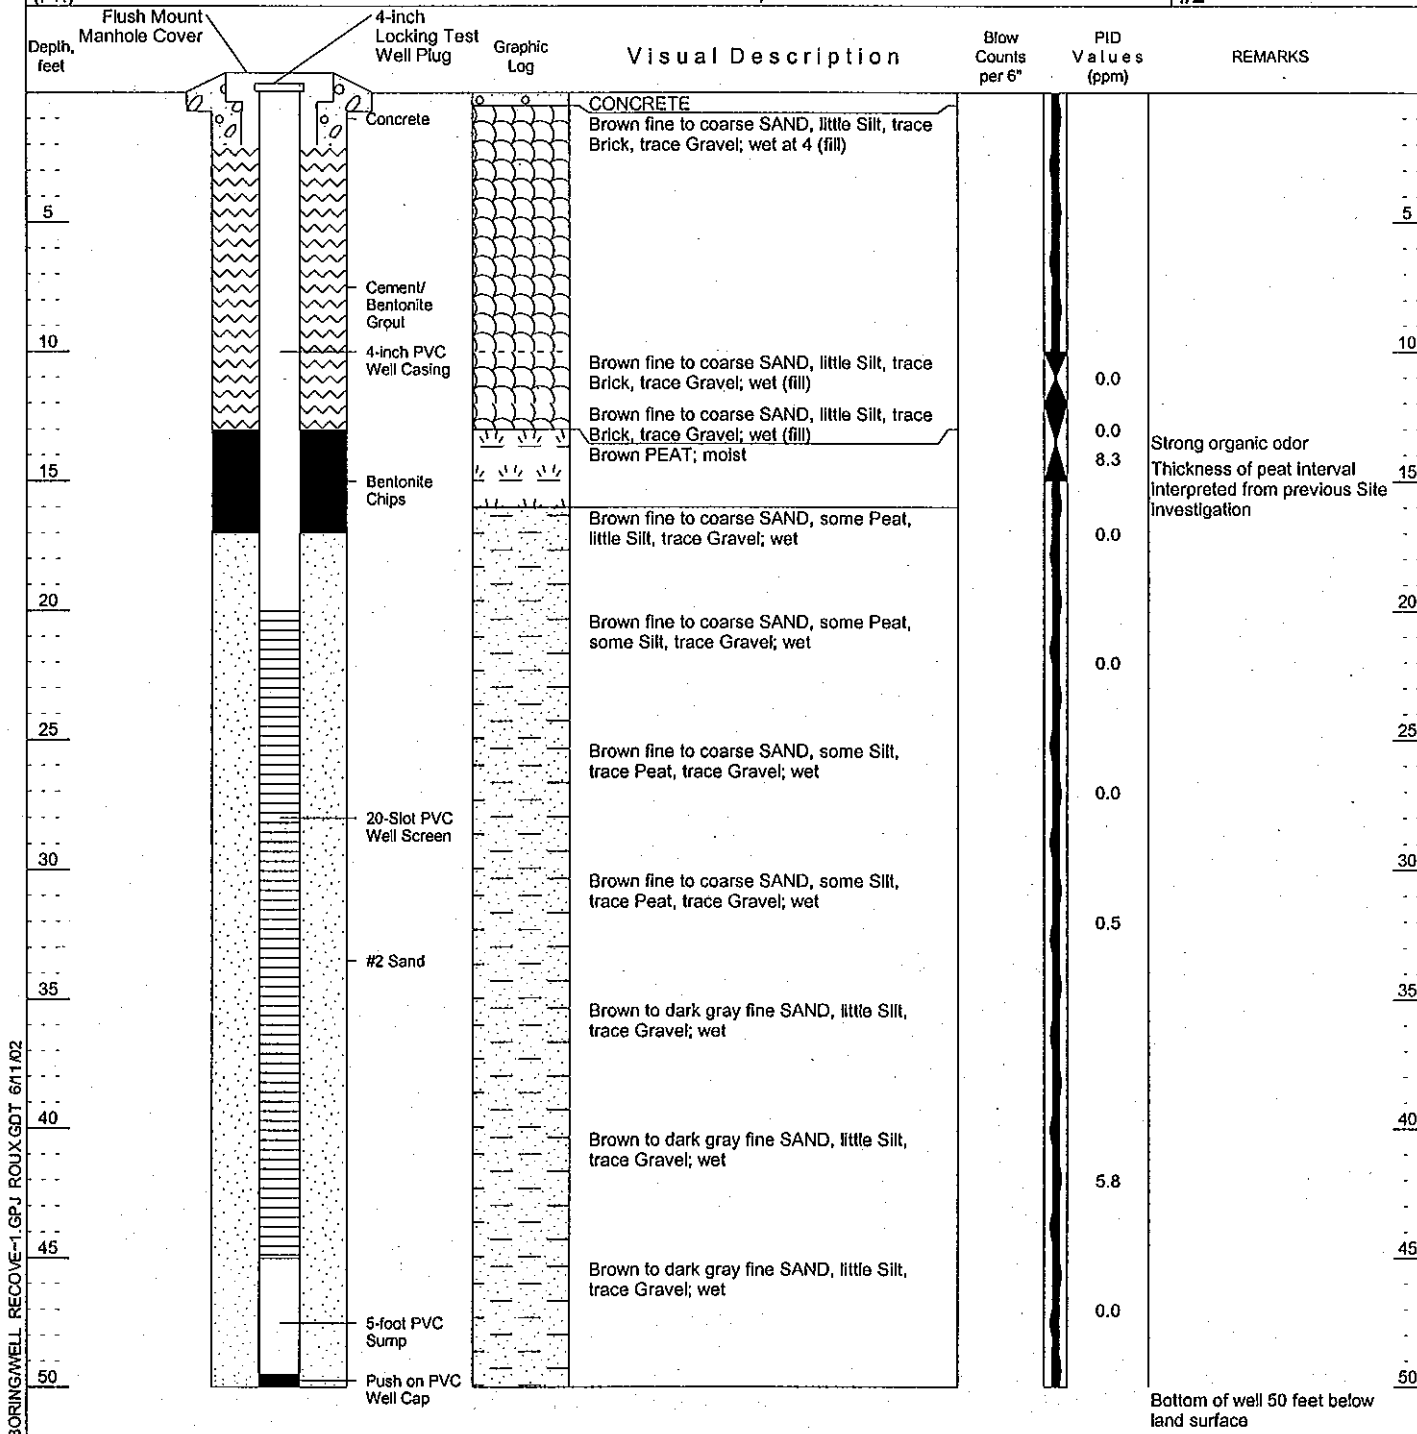 Depth, feet
Flush Mount
Manhole Cover
4-inch
Locking Test
Well Plug
Graphic
Log
Visual Description
Blow
Counts
per 6"
PID
Values
(ppm)
REMARKS
Concrete
CONCRETE
Brown fine to coarse SAND, little Silt, trace
Brick, trace Gravel; wet at 4 (fill)
5
5
Cement/
Bentonite
Grout
10
4-inch PVC
Well Casing
Brown fine to coarse SAND, little Silt, trace
Brick, trace Gravel; wet (fill)
10
0.0
Brown fine to coarse SAND, little Silt, trace
Brick, trace Gravel; wet (fill)
0.0
Strong organic odor
Brown PEAT; moist
8.3
Thickness of peat interval
interpreted from previous Site
investigation
15
15
Bentonite
Chips
Brown fine to coarse SAND, some Peat,
little Silt, trace Gravel; wet
0.0
20
20
Brown fine to coarse SAND, some Peat,
some Silt, trace Gravel; wet
0.0
25
25
Brown fine to coarse SAND, some Silt,
trace Peat, trace Gravel; wet
0.0
20-Slot PVC
Well Screen
30
30
Brown fine to coarse SAND, some Silt,
trace Peat, trace Gravel; wet
0.5
#2 Sand
35
35
Brown to dark gray fine SAND, little Silt,
trace Gravel; wet
40
40
Brown to dark gray fine SAND, little Silt,
trace Gravel; wet
5.8
45
45
Brown to dark gray fine SAND, little Silt,
trace Gravel; wet
0.0
5-foot PVC
Sump
Push on PVC
Well Cap
50
50
Bottom of well 50 feet below
land surface
BORING/WELL RECOVE~1.GPJ ROUX.GDT 6/11/02